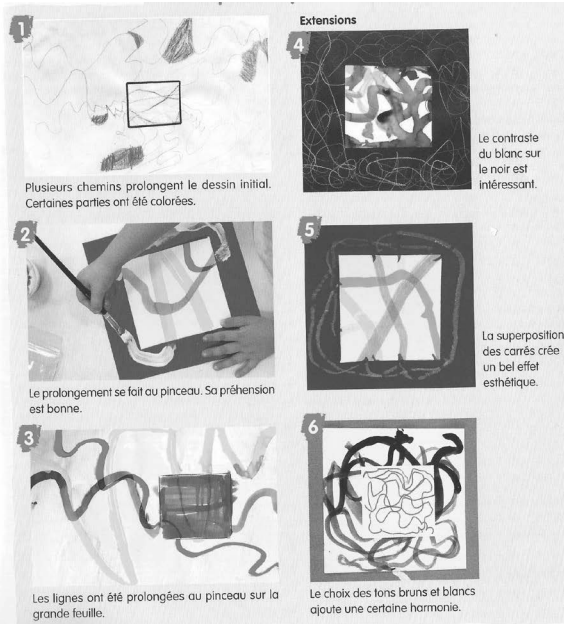 1
Plusieurs chemins prolongent le dessin initial.
Certaines parties ont été colorées.
2
Le prolongement se fait au pinceau. Sa préhension
est bonne.
3
Les lignes ont été prolongées au pinceau sur la
grande feuille.
Extensions
4
Le contraste
du blanc sur
le noir est
intéressant.
5
La superposition
des carrés crée
un bel effet
esthétique.
6
Le choix des tons bruns et blancs
ajoute une certaine harmonie.